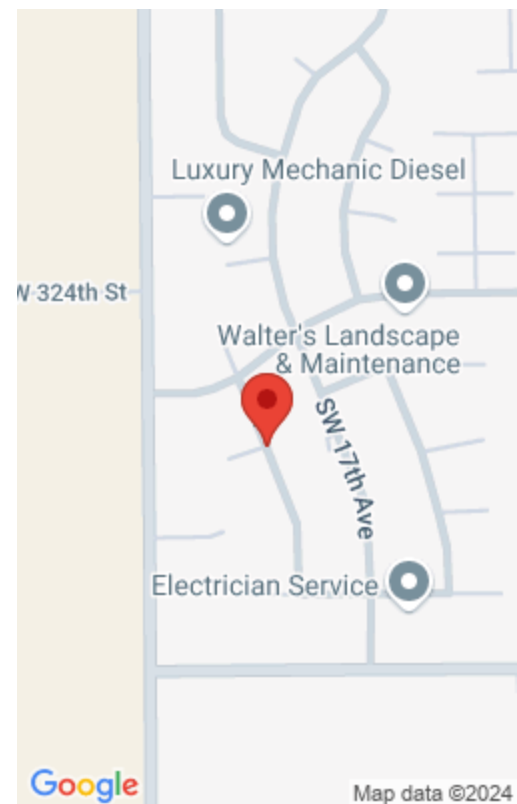 Luxury Mechanic Diesel
W 324th St
Walter's Landscape
& Maintenance
SW 17th Ave
Electrician Service
Google
Map data ©2024